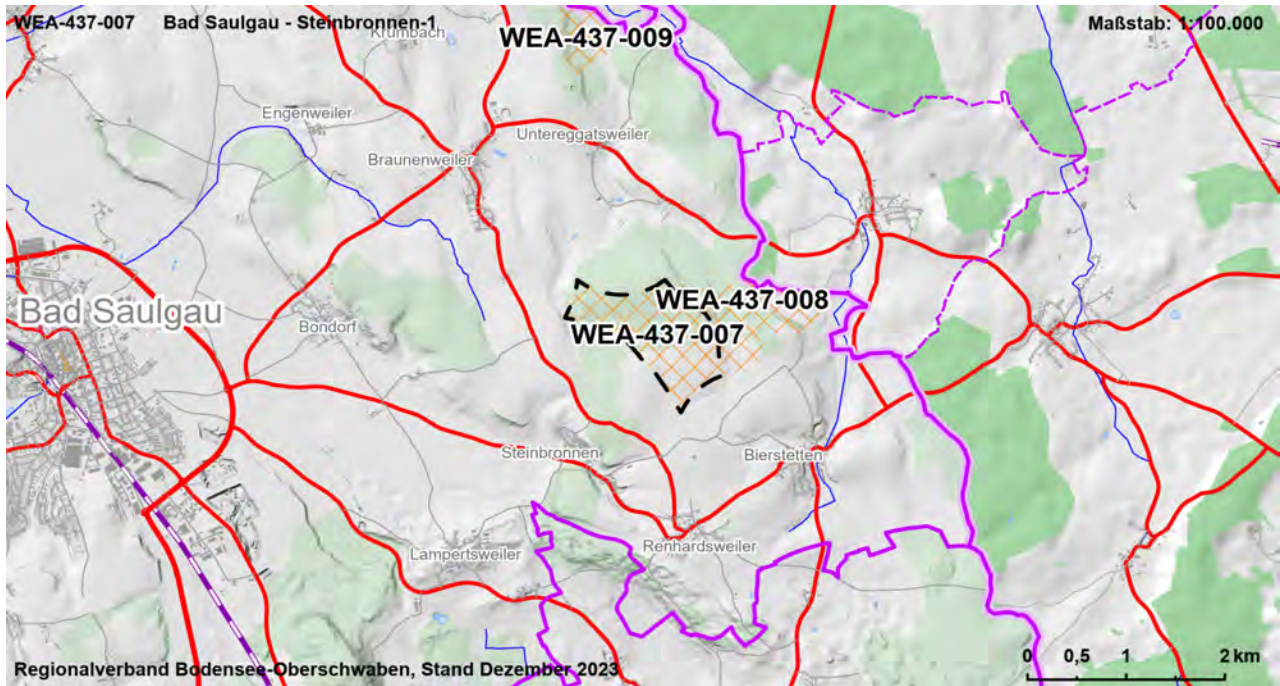 WEA-437-007 Bad Saulgau - Steinbronnen-1
Maßstab: 1:100.000
Krumbach
WEA-437-009
Engenweiler
Untereggatsweiler
Braunenweiler
Bad Saulgau
Bondorf
WEA-437-008
WEA-437-007
Steinbronnen
Bierstetten
Lampertsweiler
Renhardsweiler
Regionalverband Bodensee-Oberschwaben, Stand Dezember 2023
0 0,5 1 2 km